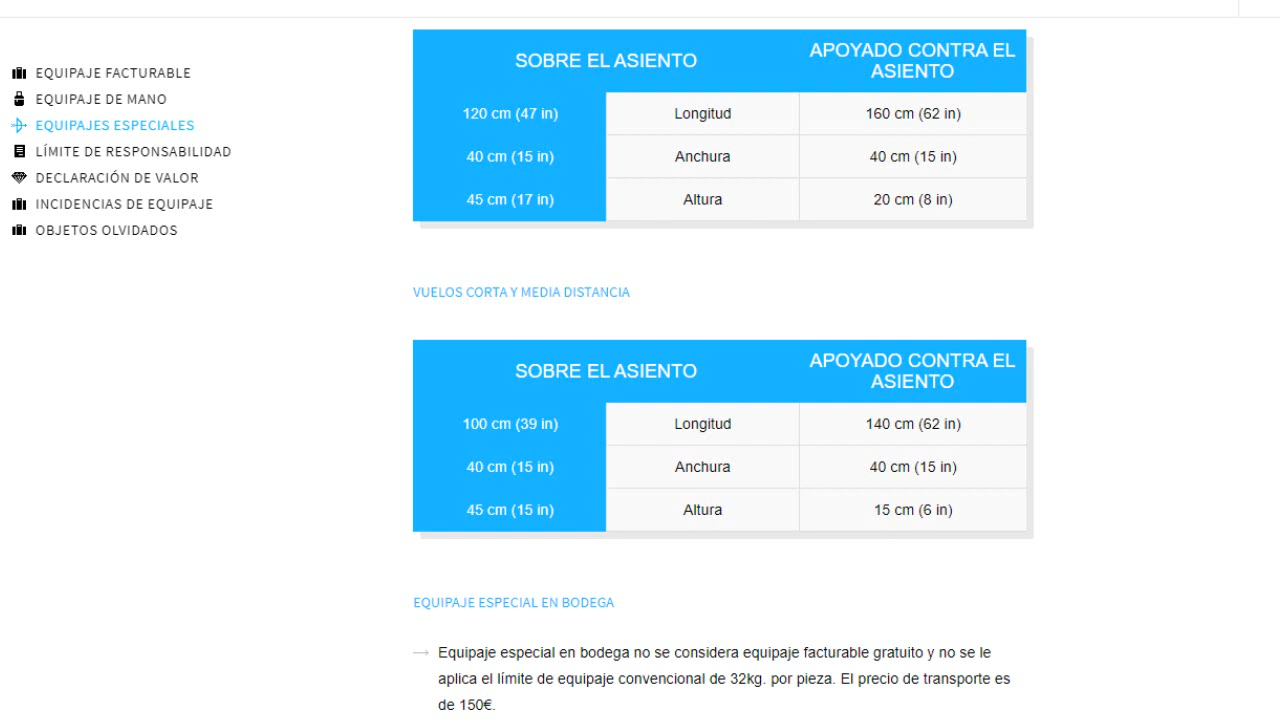 EQUIPAJE FACTURABLE
EQUIPAJE DE MANO
EQUIPAJES ESPECIALES
LÍMITE DE RESPONSABILIDAD
DECLARACIÓN DE VALOR
INCIDENCIAS DE EQUIPAJE
OBJETOS OLVIDADOS
SOBRE EL ASIENTO
APOYADO CONTRA EL
ASIENTO
120 cm (47 in) Longitud 160 cm (62 in)
40 cm (15 in) Anchura 40 cm (15 in)
45 cm (17 in) Altura 20 cm (8 in)
VUELOS CORTA Y MEDIA DISTANCIA
SOBRE EL ASIENTO
APOYADO CONTRA EL
ASIENTO
100 cm (39 in) Longitud 140 cm (62 in)
40 cm (15 in) Anchura 40 cm (15 in)
45 cm (15 in) Altura 15 cm (6 in)
EQUIPAJE ESPECIAL EN BODEGA
Equipaje especial en bodega no se considera equipaje facturable gratuito y no se le
aplica el límite de equipaje convencional de 32kg. por pieza. El precio de transporte es
de 150€.